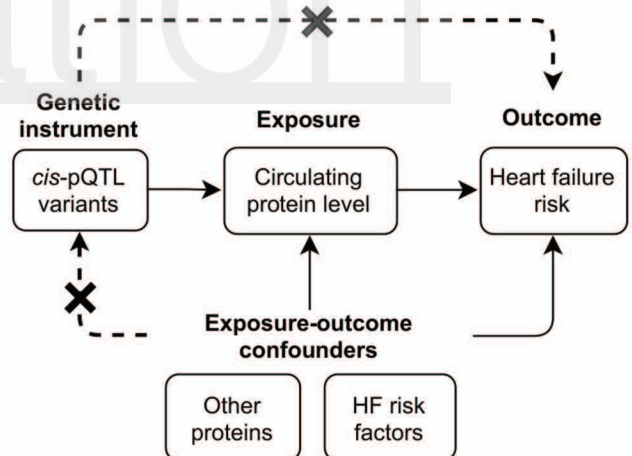 Genetic
instrument
Exposure
Outcome
cis-pQTL
variants
Circulating
protein level
Heart failure
risk
Exposure-outcome
confounders
Other
proteins
HF risk
factors